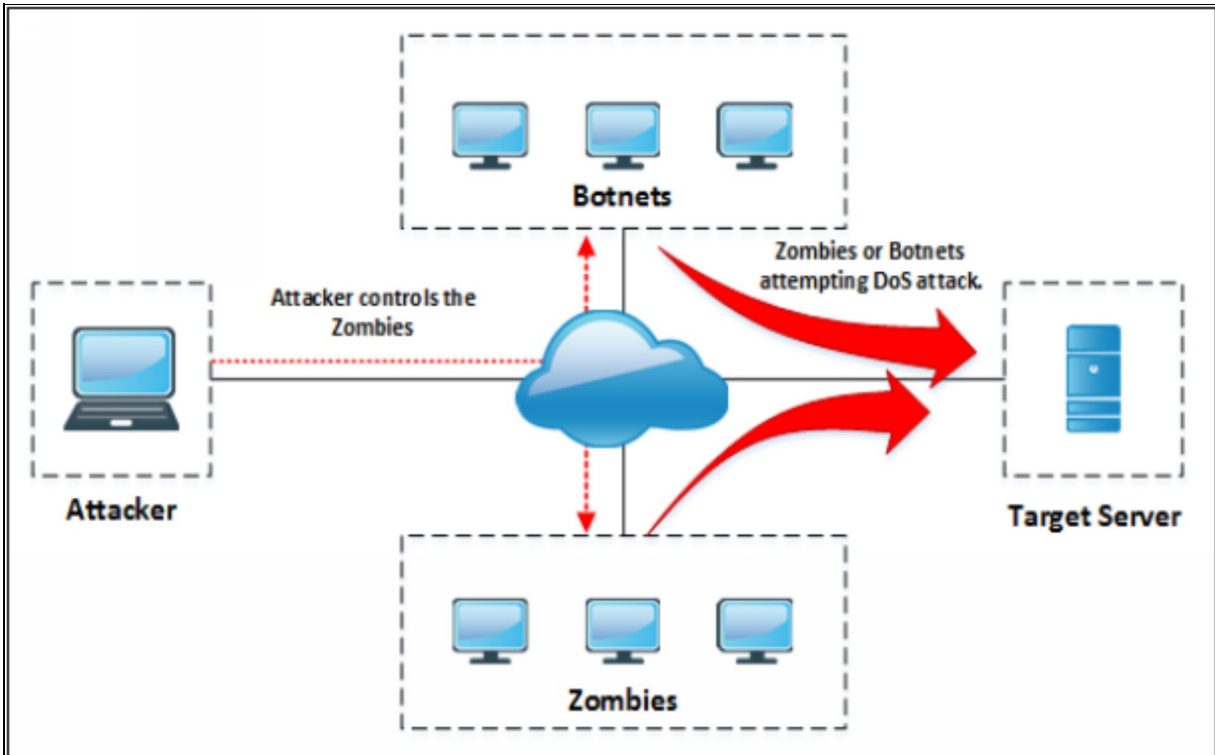 Botnets
Zombies or Botnets
attempting DoS attack.
Attacker controls the
Zombies
Attacker
Target Server
Zombies